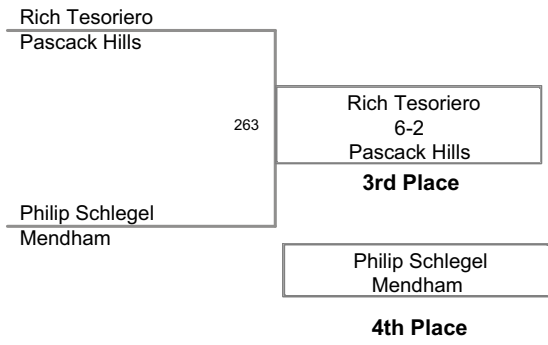 Rich Tesoriero
Pascack Hills
263
Rich Tesoriero
6-2
Pascack Hills
3rd Place
Philip Schlegel
Mendham
Philip Schlegel
Mendham
4th Place